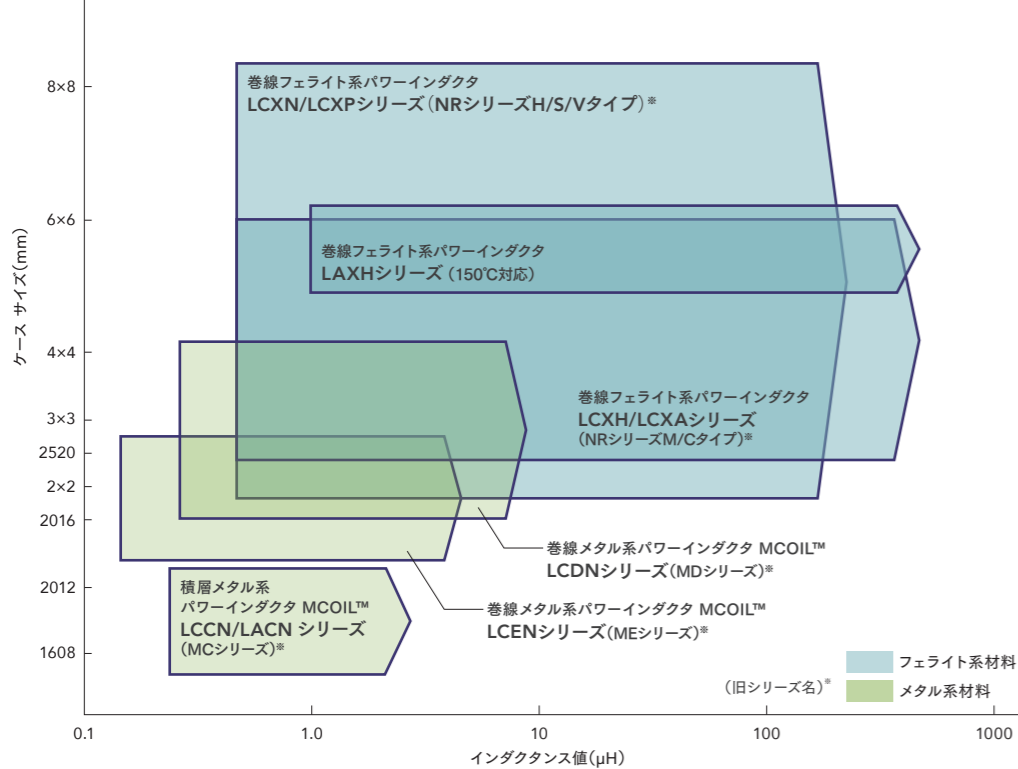 ケース サイズ(mm)
8×8
6×6
4×4
3×3
2520
2×2
2016
2012
1608
巻線フェライト系パワーインダクタ
LCXN/LCXPシリーズ(NRシリーズH/S/Vタイプ)※
巻線フェライト系パワーインダクタ
LAXHシリーズ(150℃対応)
巻線フェライト系パワーインダクタ
LCXH/LCXAシリーズ
(NRシリーズM/Cタイプ)※
巻線メタル系パワーインダクタ MCOIL™
LCDNシリーズ(MDシリーズ)※
巻線メタル系パワーインダクタ MCOIL™
LCENシリーズ(MEシリーズ)※
積層メタル系
パワーインダクタ MCOIL™
LCCN/LACN シリーズ
(MCシリーズ)※
フェライト系材料
(旧シリーズ名)※
メタル系材料
0.1
1.0
10
100
1000
インダクタンス値(μH)